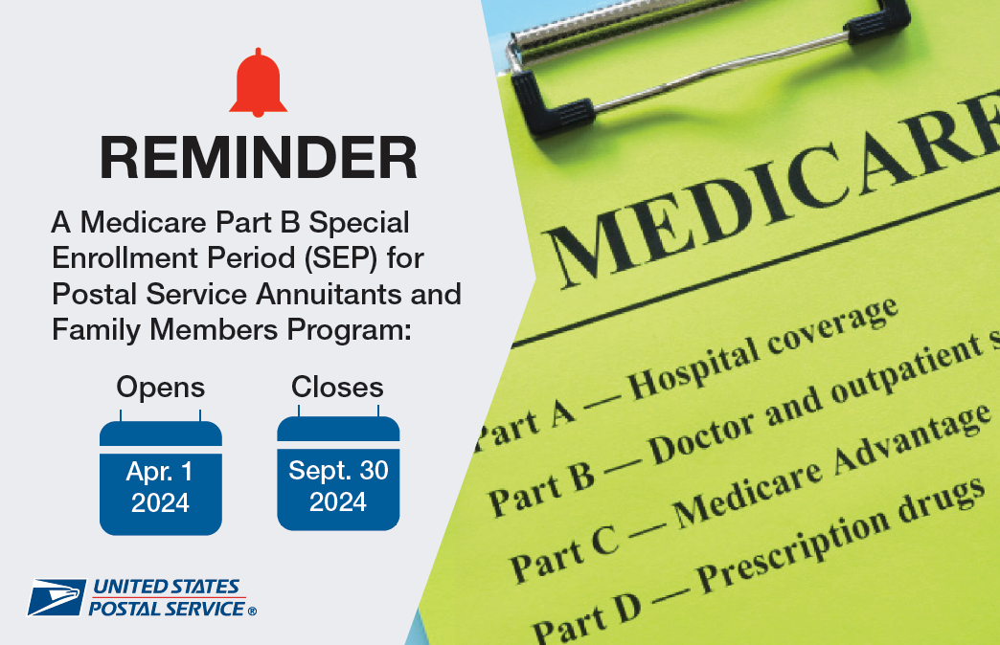 REMINDER
A Medicare Part B Special
Enrollment Period (SEP) for
Postal Service Annuitants and
Family Members Program:
Opens
Apr. 1
2024
Closes
Sept. 30
2024
UNITED STATES
POSTAL SERVICE®
MEDICARE
Part A — Hospital coverage
Part B — Doctor and outpatient s
Part C — Medicare Advantage
Part D — Prescription drugs